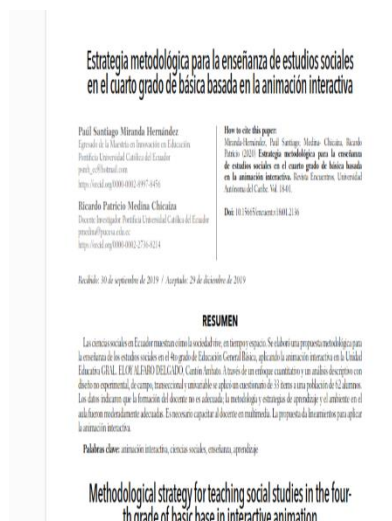 Estrategia metodológica para la enseñanza de estudios sociales
en el cuarto grado de básica basada en la animación interactiva
Paúl Santiago Miranda Hernández
Egresado de la Maestría en Innovación en Educación
Pontificia Universidad Católica del Ecuador
Ricardo Patricio Medina Chicaiza
Docente Investigador Pontificia Universidad Católica del Ecuador
pmedina@pucesa.edu.ec
How to cite this paper:
Miranda-Hernández, Paúl Santiago; Medina- Chicaiza, Ricardo
Patricio (2020) Estrategia metodológica para la enseñanza
de estudios sociales en el cuarto grado de básica basada
en la animación interactiva. Revista Encuentros, Universidad
Autónoma del Caribe. Vol. 18-01.
Doi:
Recibido: 30 de septiembre de 2019 / Aceptado: 29 de diciembre de 2019
RESUMEN
Las ciencias sociales en Ecuador muestran cómo la sociedad vive, en tiempo y espacio. Se elaboró una propuesta metodológica para
la enseñanza de los estudios sociales en el 4to grado de Educación General Básica, aplicando la animación interactiva en la Unidad
Educativa GRAL. ELOY ALFARO DELGADO, Cantón Ambato. A través de un enfoque cuantitativo y un análisis descriptivo con
diseño no experimental, de campo, transeccional y univariable se aplicó un cuestionario de 33 ítems a una población de 62 alumnos.
Los datos indicaron que la formación del docente no es adecuada; la metodología y estrategias de aprendizaje y el ambiente en el
aula fueron moderadamente adecuadas. Es necesario capacitar al docente en multimedia. La propuesta da lineamientos para aplicar
la animación interactiva.
Palabras clave: animación interactiva, ciencias sociales, enseñanza, aprendizaje
Methodological strategy for teaching social studies in the four-
th grade of basic base in interactive animation